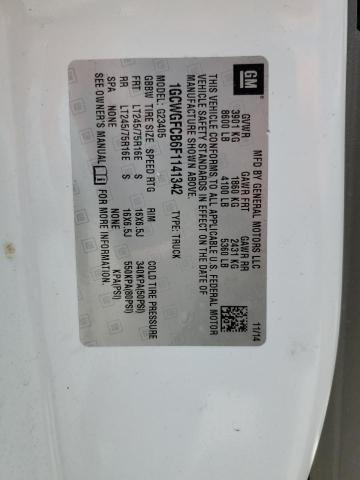 GM
MFD BY GENERAL MOTORS LLC
11/14
GVWR GAWR FRT GAWR RR
3901 KG 1860 KG 2431 KG
8600 LB 4100 LB 5360 LB
THIS VEHICLE CONFORMS TO ALL APPLICABLE U.S. FEDERAL MOTOR
VEHICLE SAFETY STANDARDS IN EFFECT ON THE DATE OF
MANUFACTURE SHOWN ABOVE.
1GCWGFCB6F1141342 TYPE: TRUCK
MODEL: G23405
GBBW TIRE SIZE SPEED RTG RIM COLD TIRE PRESSURE
FRT LT245/75R16E S 16X6.5J 340KPA(50PSI)
RR LT245/75R16E S 16X6.5J 550KPA(80PSI)
SPA NONE NONE KPA(PSI)
SEE OWNER'S MANUAL FOR MORE INFORMATION.